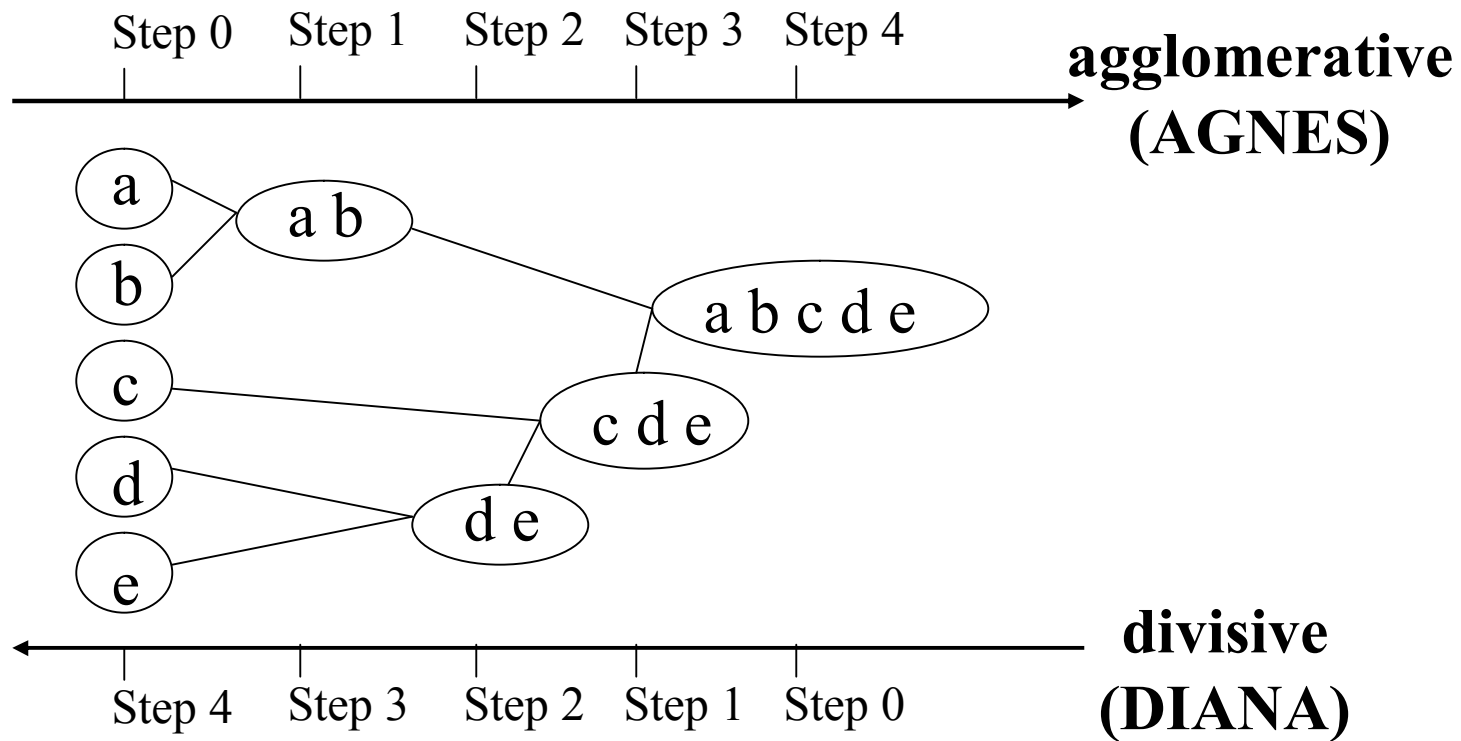 Step 0 Step 1 Step 2 Step 3 Step 4
agglomerative
(AGNES)
a
a b
b
a b c d e
c
c d e
d
d e
e
divisive
(DIANA)
Step 4 Step 3 Step 2 Step 1 Step 0